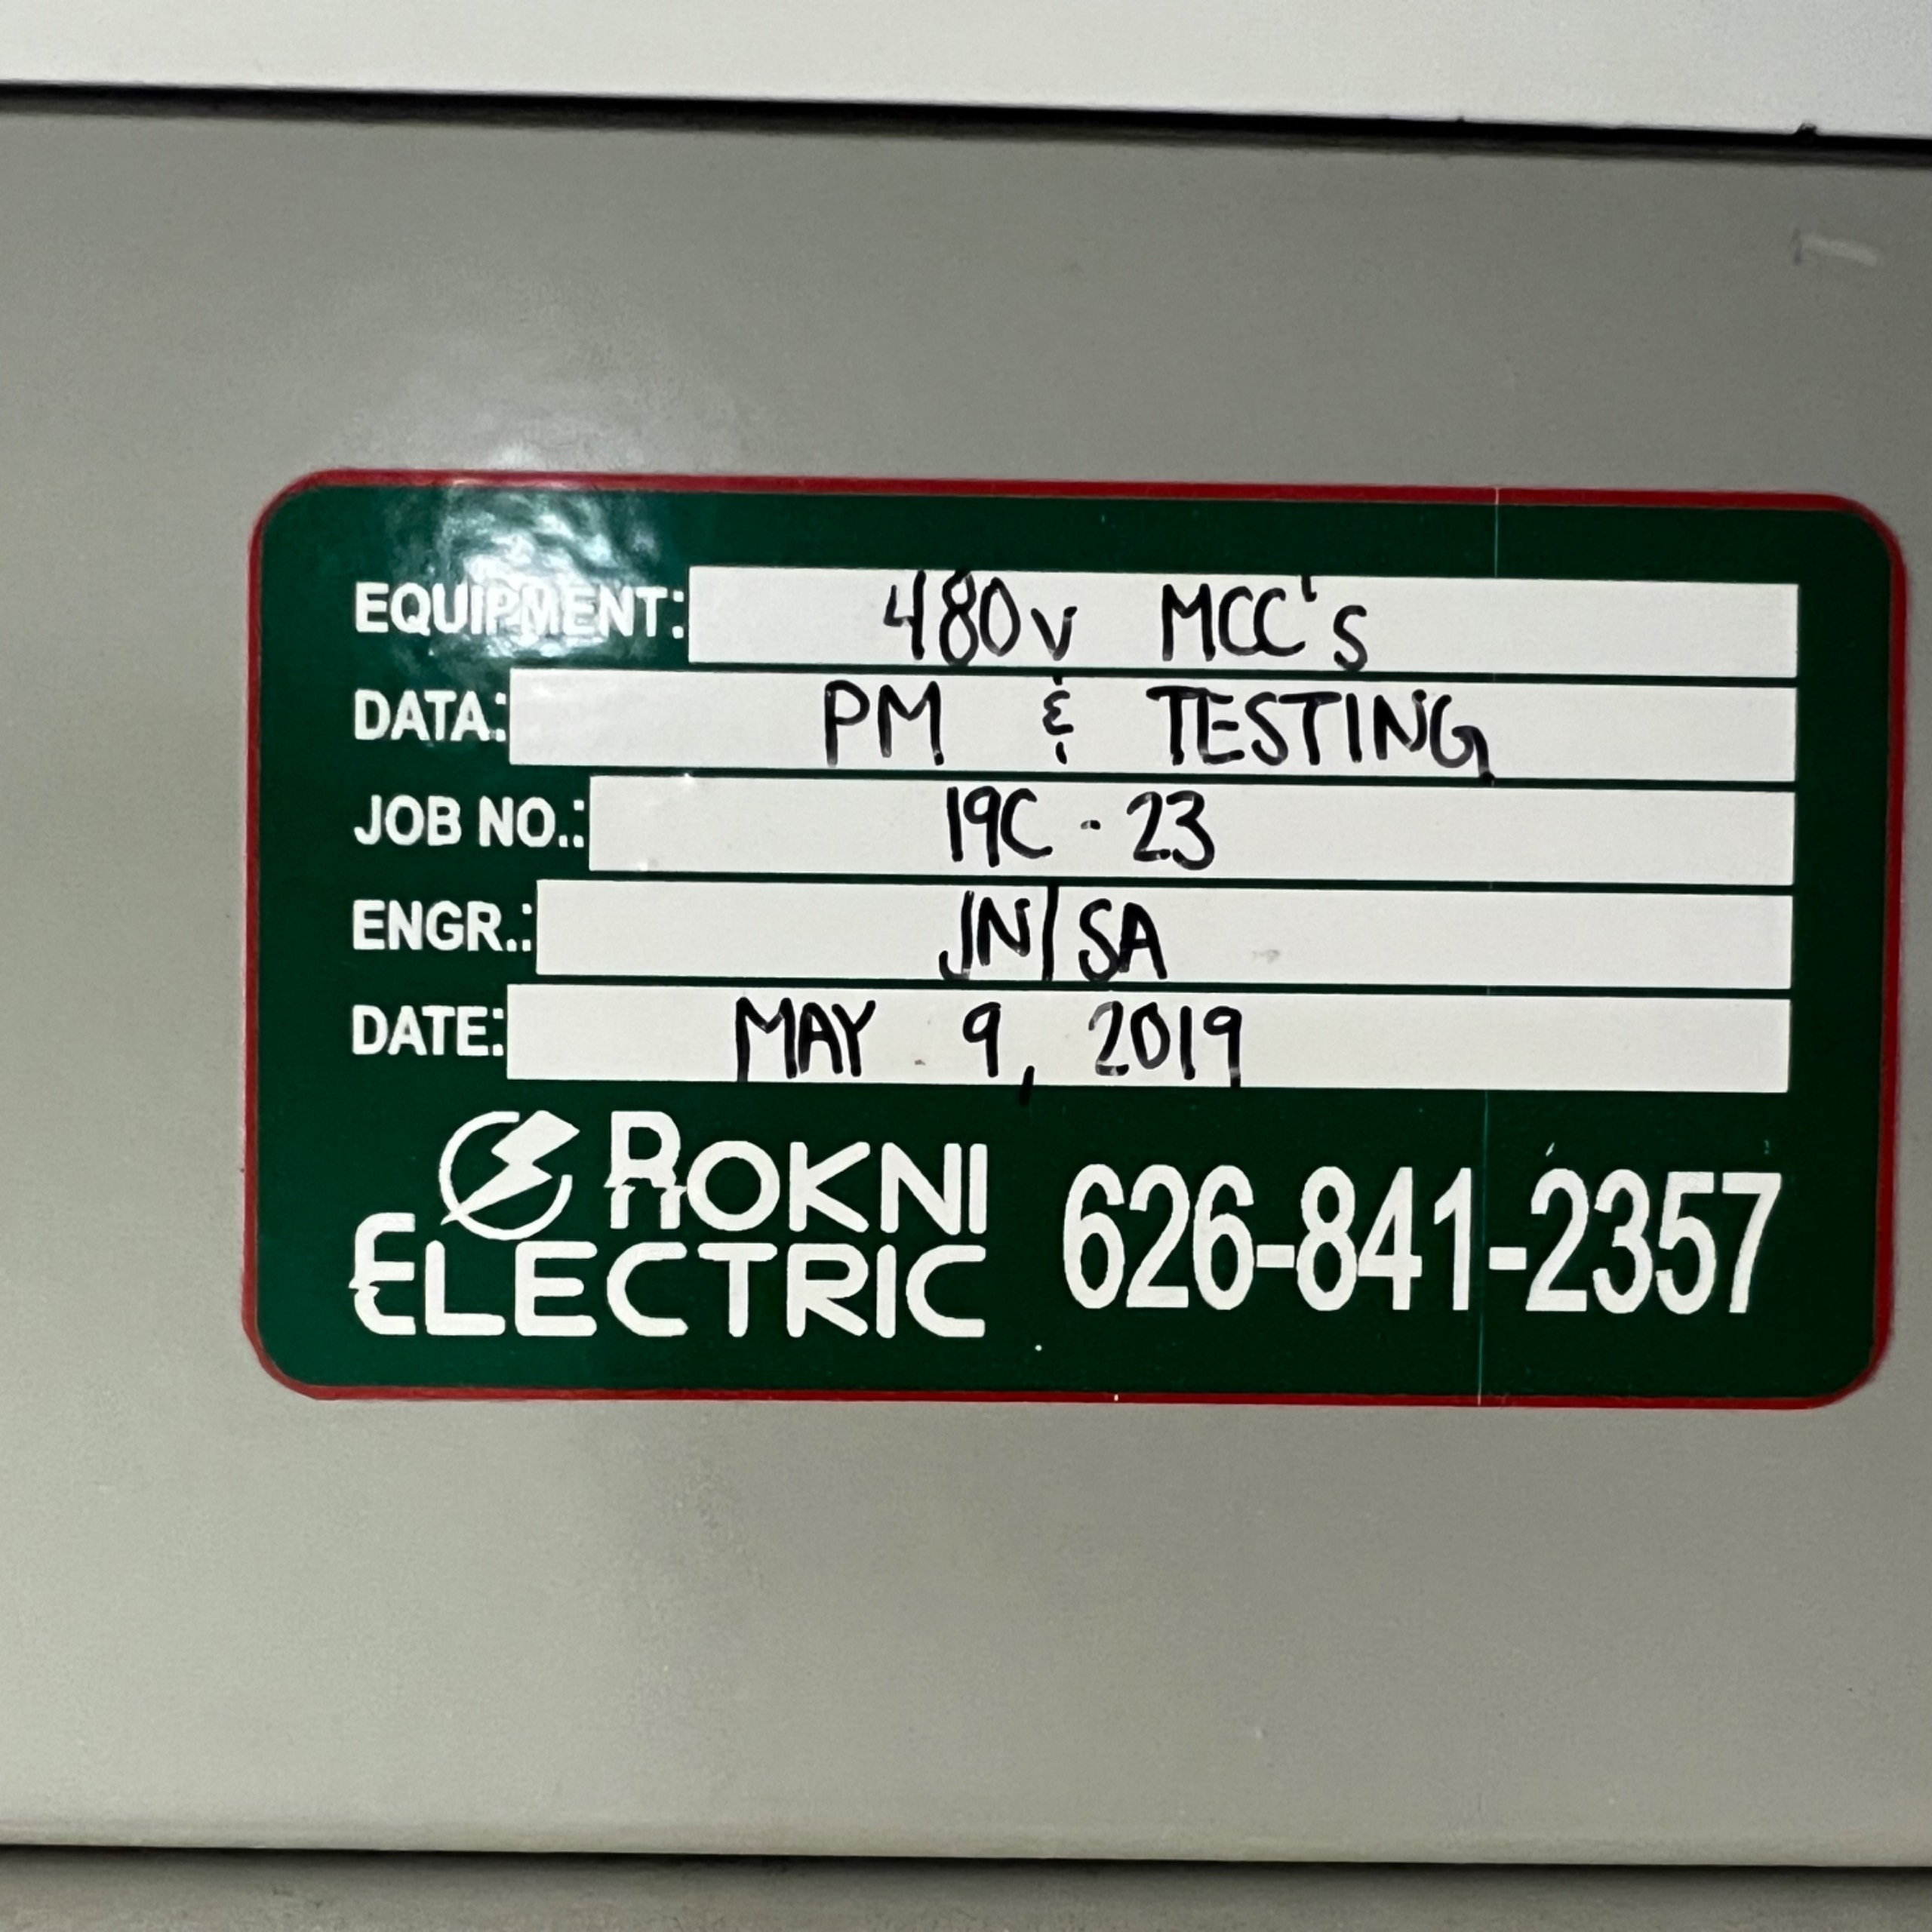 EQUIPMENT: 480v MCC's
DATA: PM & TESTING
JOB NO.: 19C - 23
ENGR.: JN/SA
DATE: MAY 9, 2019
ROKNI
ELECTRIC 626-841-2357